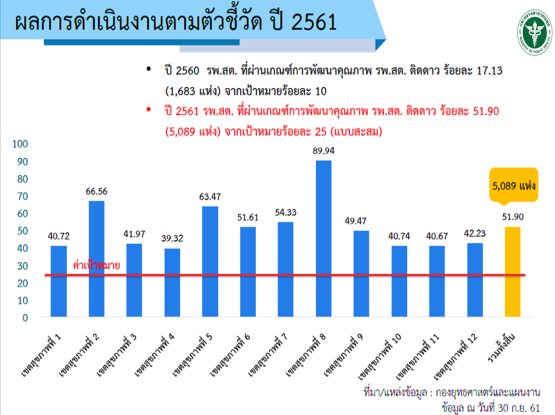 ผลการดำเนินงานตามตัวชี้วัด ปี 2561
• ปี 2560 รพ.สต. ที่ผ่านเกณฑ์การพัฒนาคุณภาพ รพ.สต. ติดดาว ร้อยละ 17.13
(1,683 แห่ง) จากเป้าหมายร้อยละ 10
• ปี 2561 รพ.สต. ที่ผ่านเกณฑ์การพัฒนาคุณภาพ รพ.สต. ติดดาว ร้อยละ 51.90
(5,089 แห่ง) จากเป้าหมายร้อยละ 25 (แบบสะสม)
100
90
80
70
60
50
40
30
20
10
0
40.72
66.56
41.97
39.32
63.47
51.61
54.33
89.94
49.47
40.74
40.67
42.23
51.90
5,089 แห่ง
ค่าเป้าหมาย
เขตสุขภาพที่ 1
เขตสุขภาพที่ 2
เขตสุขภาพที่ 3
เขตสุขภาพที่ 4
เขตสุขภาพที่ 5
เขตสุขภาพที่ 6
เขตสุขภาพที่ 7
เขตสุขภาพที่ 8
เขตสุขภาพที่ 9
เขตสุขภาพที่ 10
เขตสุขภาพที่ 11
เขตสุขภาพที่ 12
รวมทั้งสิ้น
ที่มา/แหล่งข้อมูล : กองยุทธศาสตร์และแผนงาน
ข้อมูล ณ วันที่ 30 ก.ย. 61